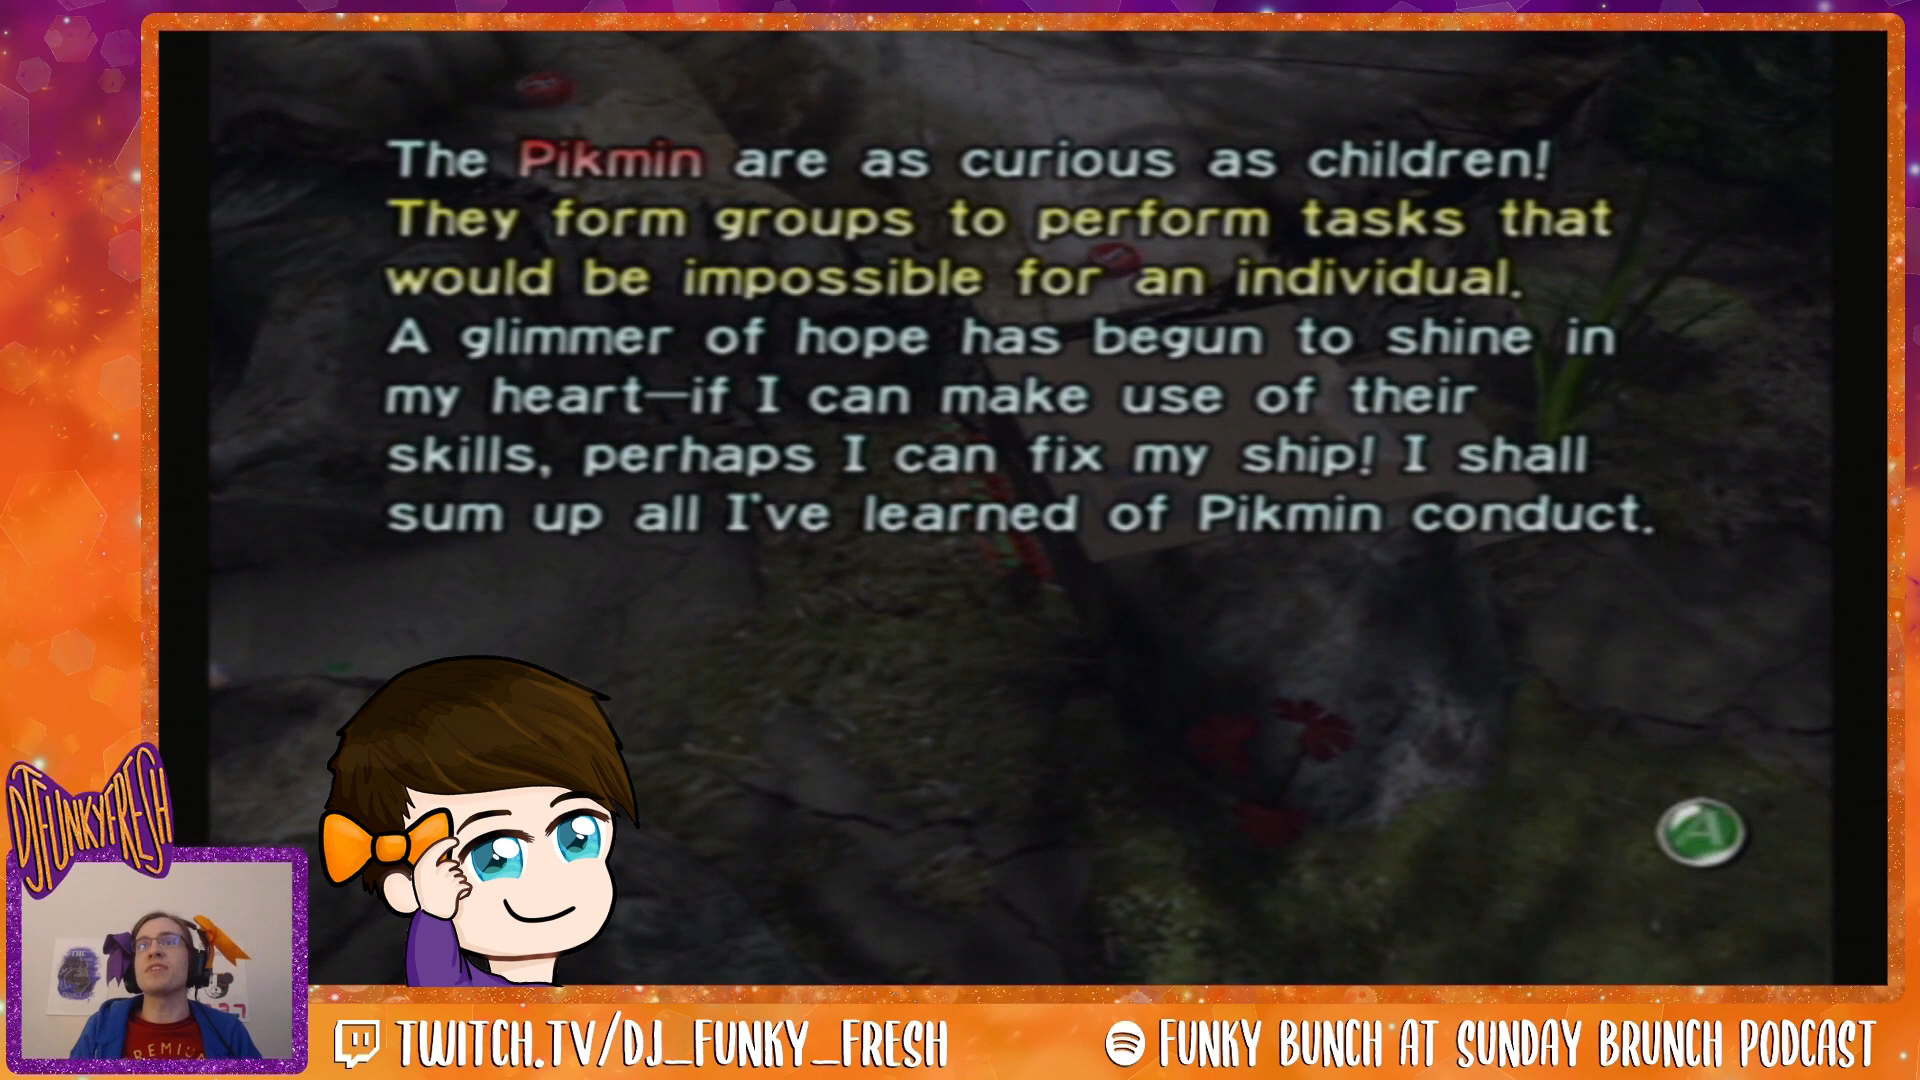 The Pikmin are as curious as children!
They form groups to perform tasks that
would be impossible for an individual.
A glimmer of hope has begun to shine in
my heart—if I can make use of their
skills, perhaps I can fix my ship! I shall
sum up all I've learned of Pikmin conduct.
A
DJFUNKYFRESH
THE
REMIU
TWITCH.TV/DJ_FUNKY_FRESH
FUNKY BUNCH AT SUNDAY BRUNCH PODCAST